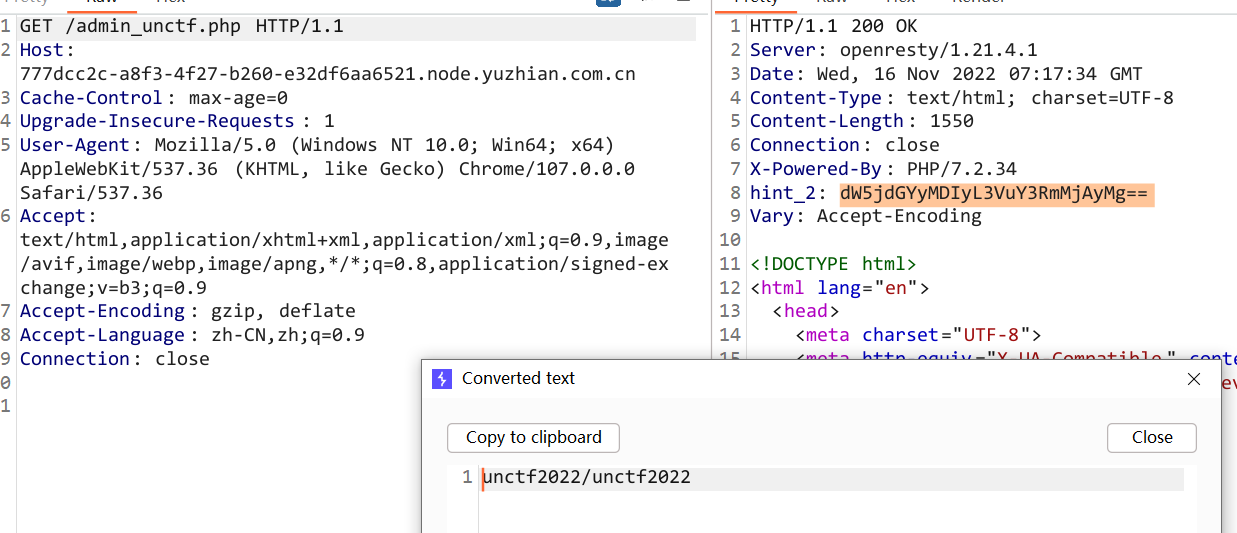 1 GET /admin_unctf.php HTTP/1.1
2 Host:
777dcc2c-a8f3-4f27-b260-e32df6aa6521.node.yuzhian.com.cn
3 Cache-Control: max-age=0
4 Upgrade-Insecure-Requests: 1
5 User-Agent: Mozilla/5.0 (Windows NT 10.0; Win64; x64)
AppleWebKit/537.36 (KHTML, like Gecko) Chrome/107.0.0.0
Safari/537.36
6 Accept:
text/html,application/xhtml+xml,application/xml;q=0.9,image
/avif,image/webp,image/apng,*/*;q=0.8,application/signed-ex
change;v=b3;q=0.9
7 Accept-Encoding: gzip, deflate
8 Accept-Language: zh-CN,zh;q=0.9
9 Connection: close
0
1
1 HTTP/1.1 200 OK
2 Server: openresty/1.21.4.1
3 Date: Wed, 16 Nov 2022 07:17:34 GMT
4 Content-Type: text/html; charset=UTF-8
5 Content-Length: 1550
6 Connection: close
7 X-Powered-By: PHP/7.2.34
8 hint_2: dW5jdGYyMDIyL3VuY3RmMjAyMg==
9 Vary: Accept-Encoding
10
11 <!DOCTYPE html>
12 <html lang="en">
13 <head>
14 <meta charset="UTF-8">
15 <meta http-equiv="X-UA-Compatible" conte
ev
Converted text
Copy to clipboard
Close
1 unctf2022/unctf2022